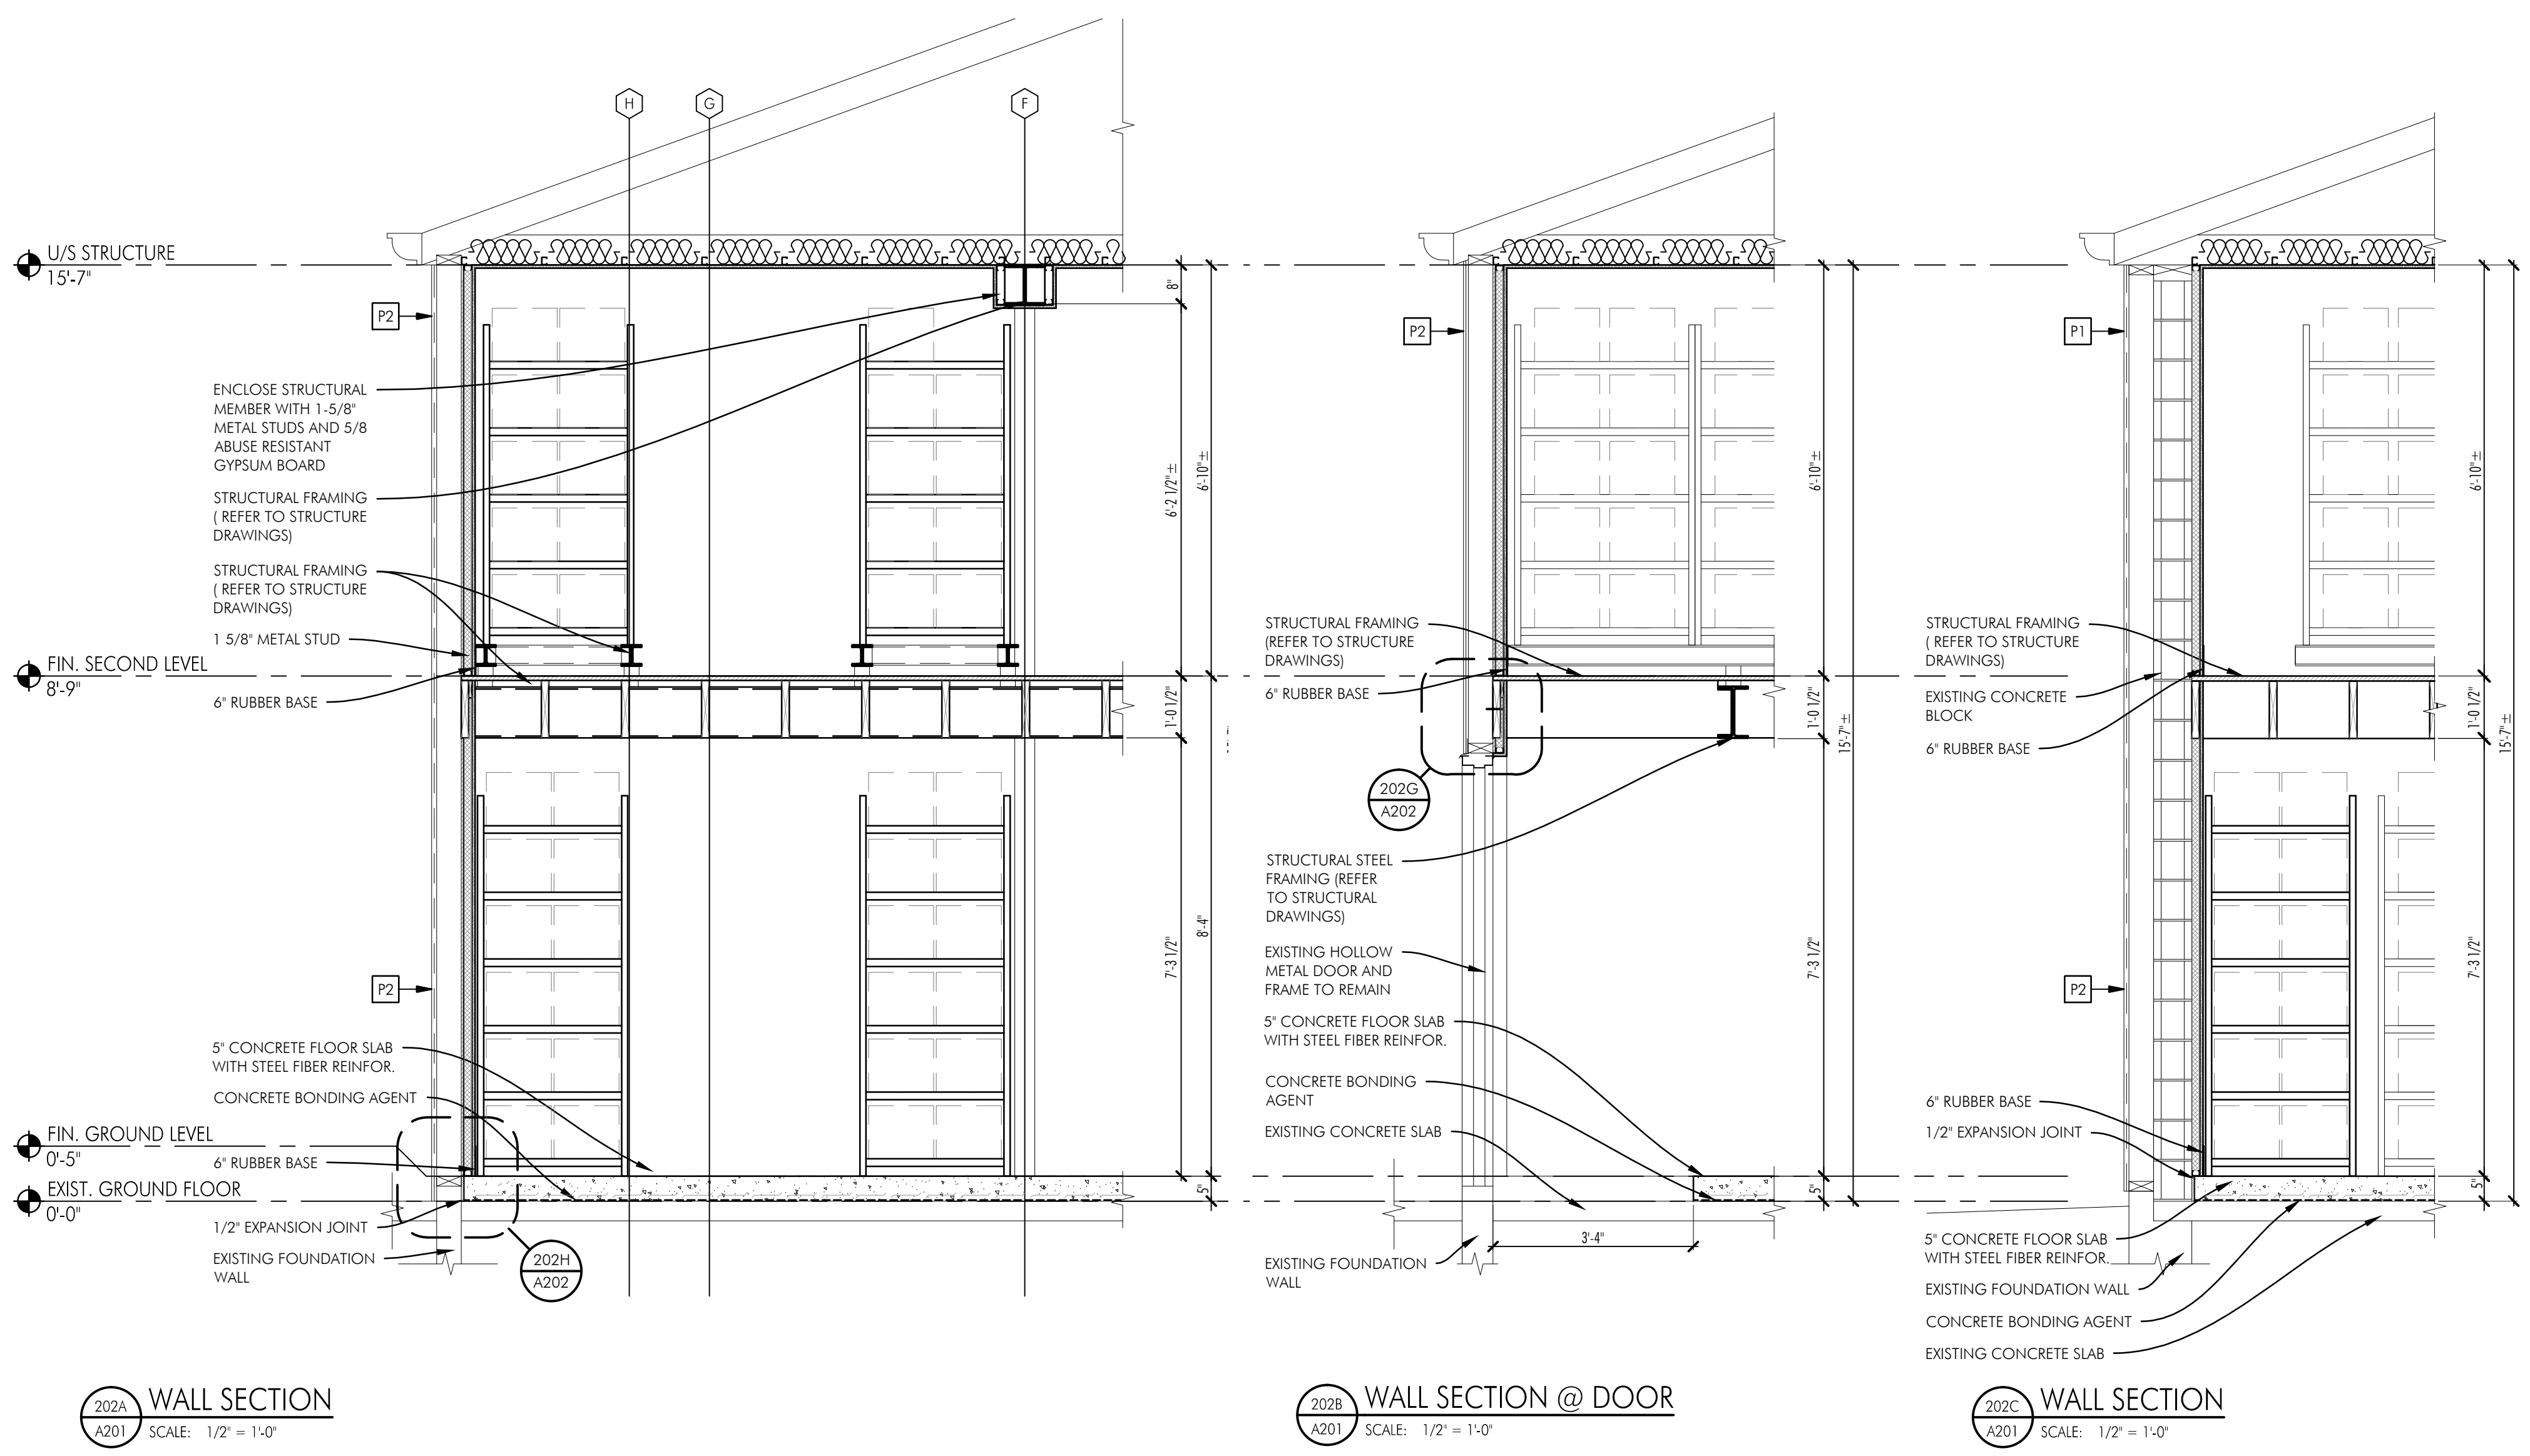 H
G
F
U/S STRUCTURE
15'-7"
P2
ENCLOSE STRUCTURAL
MEMBER WITH 1-5/8"
METAL STUDS AND 5/8
ABUSE RESISTANT
GYPSUM BOARD
STRUCTURAL FRAMING
( REFER TO STRUCTURE
DRAWINGS)
STRUCTURAL FRAMING
( REFER TO STRUCTURE
DRAWINGS)
1 5/8" METAL STUD
FIN. SECOND LEVEL
8'-9"
6" RUBBER BASE
P2
5" CONCRETE FLOOR SLAB
WITH STEEL FIBER REINFOR.
CONCRETE BONDING AGENT
FIN. GROUND LEVEL
0'-5"
6" RUBBER BASE
EXIST. GROUND FLOOR
0'-0"
1/2" EXPANSION JOINT
EXISTING FOUNDATION
WALL
202H
A202
8"
6'-2 1/2"±
6'-10"±
1'-0 1/2"
7'-3 1/2"
8'-4"
5"
202A
A201
WALL SECTION
SCALE: 1/2" = 1'-0"
P2
STRUCTURAL FRAMING
(REFER TO STRUCTURE
DRAWINGS)
6" RUBBER BASE
202G
A202
STRUCTURAL STEEL
FRAMING (REFER
TO STRUCTURAL
DRAWINGS)
EXISTING HOLLOW
METAL DOOR AND
FRAME TO REMAIN
5" CONCRETE FLOOR SLAB
WITH STEEL FIBER REINFOR.
CONCRETE BONDING
AGENT
EXISTING CONCRETE SLAB
EXISTING FOUNDATION
WALL
3'-4"
6'-10"±
1'-0 1/2"
15'-7"±
7'-3 1/2"
5"
202B
A201
WALL SECTION @ DOOR
SCALE: 1/2" = 1'-0"
P1
STRUCTURAL FRAMING
( REFER TO STRUCTURE
DRAWINGS)
EXISTING CONCRETE
BLOCK
6" RUBBER BASE
P2
6" RUBBER BASE
1/2" EXPANSION JOINT
5" CONCRETE FLOOR SLAB
WITH STEEL FIBER REINFOR.
EXISTING FOUNDATION WALL
CONCRETE BONDING AGENT
EXISTING CONCRETE SLAB
6'-10"±
1'-0 1/2"
15'-7"±
7'-3 1/2"
5"
202C
A201
WALL SECTION
SCALE: 1/2" = 1'-0"